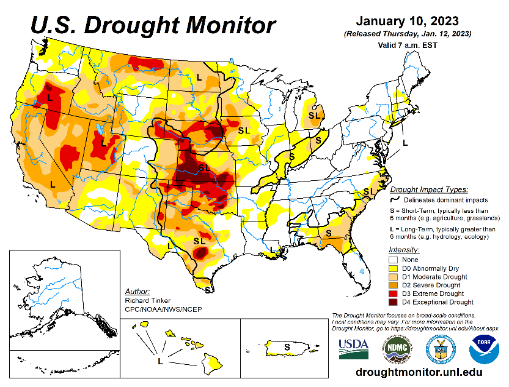 U.S. Drought Monitor
January 10, 2023
(Released Thursday, Jan. 12, 2023)
Valid 7 a.m. EST
L
L
SL
SL
S
S
L
SL
L
SL
S
SL
L
L
S
Drought Impact Types:
Delineates dominant impacts
S = Short-Term, typically less than
6 months (e.g. agriculture, grasslands)
L = Long-Term, typically greater than
6 months (e.g. hydrology, ecology)
Intensity:
None
D0 Abnormally Dry
D1 Moderate Drought
D2 Severe Drought
D3 Extreme Drought
D4 Exceptional Drought
Author:
Richard Tinker
CPC/NOAA/NWS/NCEP
L
S
The Drought Monitor focuses on broad-scale conditions.
Local conditions may vary. For more information on the
Drought Monitor, go to https://droughtmonitor.unl.edu/About.aspx
USDA
NDMC
NOAA
droughtmonitor.unl.edu